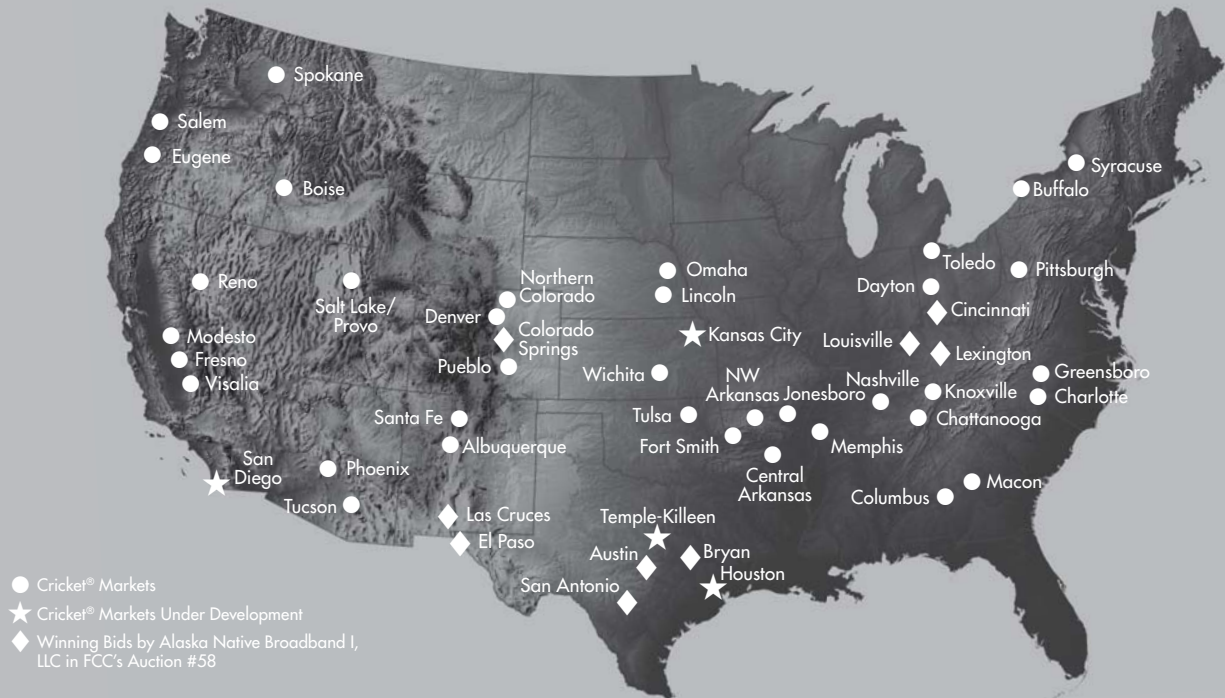 Spokane
Salem
Eugene
Boise
Syracuse
Buffalo
Reno
Salt Lake/
Provo
Northern
Colorado
Denver
Colorado
Springs
Pueblo
Omaha
Lincoln
Toledo
Pittsburgh
Dayton
Cincinnati
Modesto
Fresno
Visalia
Kansas City
Louisville
Lexington
Wichita
NW
Arkansas
Jonesboro
Nashville
Knoxville
Greensboro
Charlotte
Santa Fe
Albuquerque
Tulsa
Fort Smith
Memphis
Chattanooga
Central
Arkansas
San
Diego
Phoenix
Tucson
Columbus
Macon
Las Cruces
El Paso
Temple-Killeen
Austin
Bryan
Houston
San Antonio
Cricket® Markets
Cricket® Markets Under Development
Winning Bids by Alaska Native Broadband I,
LLC in FCC's Auction #58